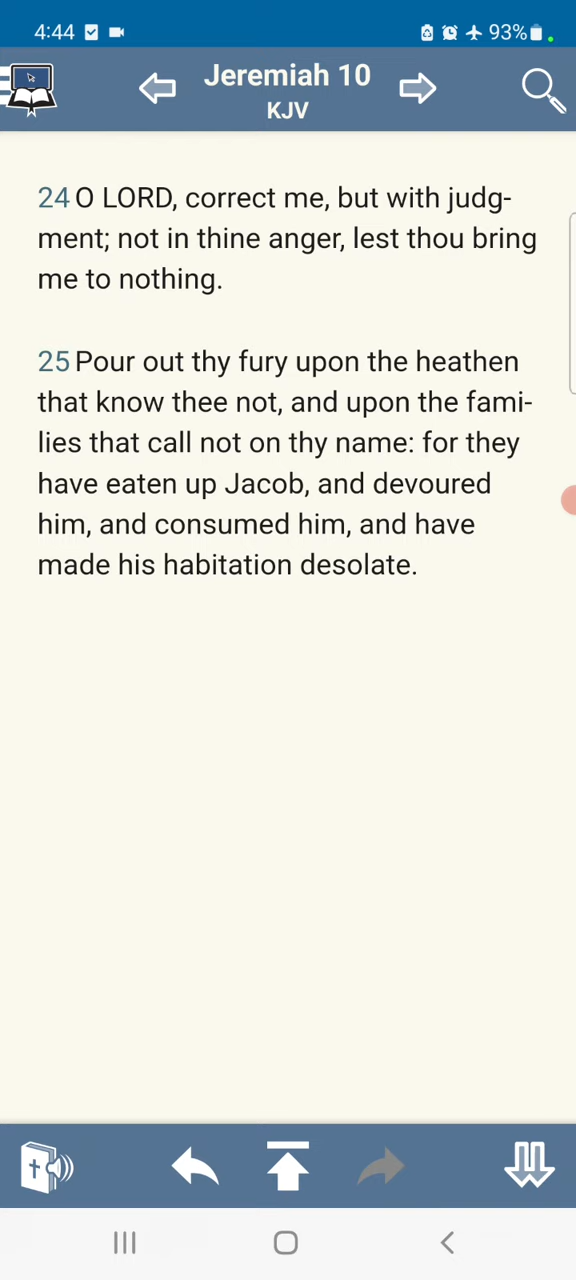 4:44 93%
Jeremiah 10
KJV
24 O LORD, correct me, but with judg-
ment; not in thine anger, lest thou bring
me to nothing.
25 Pour out thy fury upon the heathen
that know thee not, and upon the fami-
lies that call not on thy name: for they
have eaten up Jacob, and devoured
him, and consumed him, and have
made his habitation desolate.